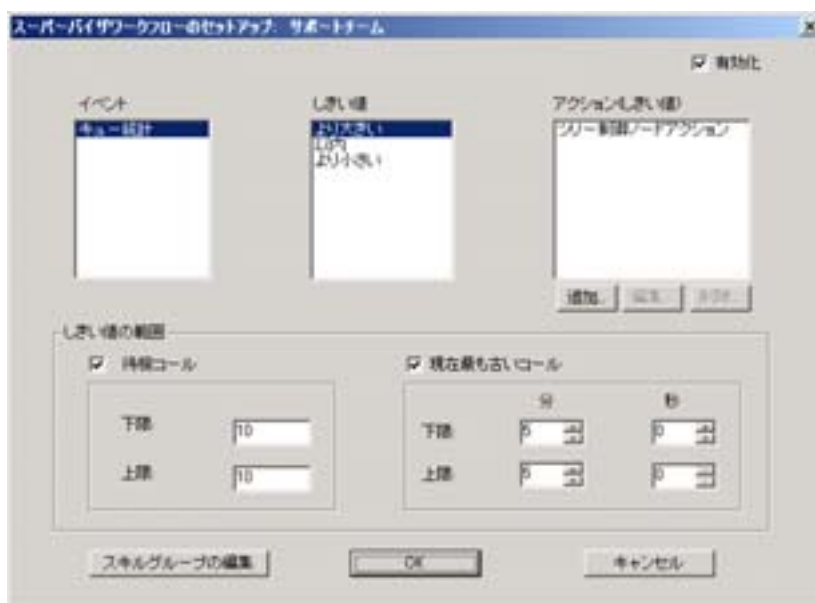 スーパーバイザワークフローのセットアップ: サポートチーム
有効化
イベント
しきい値
アクション(しきい値)
キュー統計
より大きい
以内
より小さい
ツリー制御ノードアクション
追加...
編集...
削除...
しきい値の範囲
待機コール
現在最も古いコール
分
秒
下限:
10
下限:
0
上限:
10
上限:
0
スキルグループの編集
OK
キャンセル